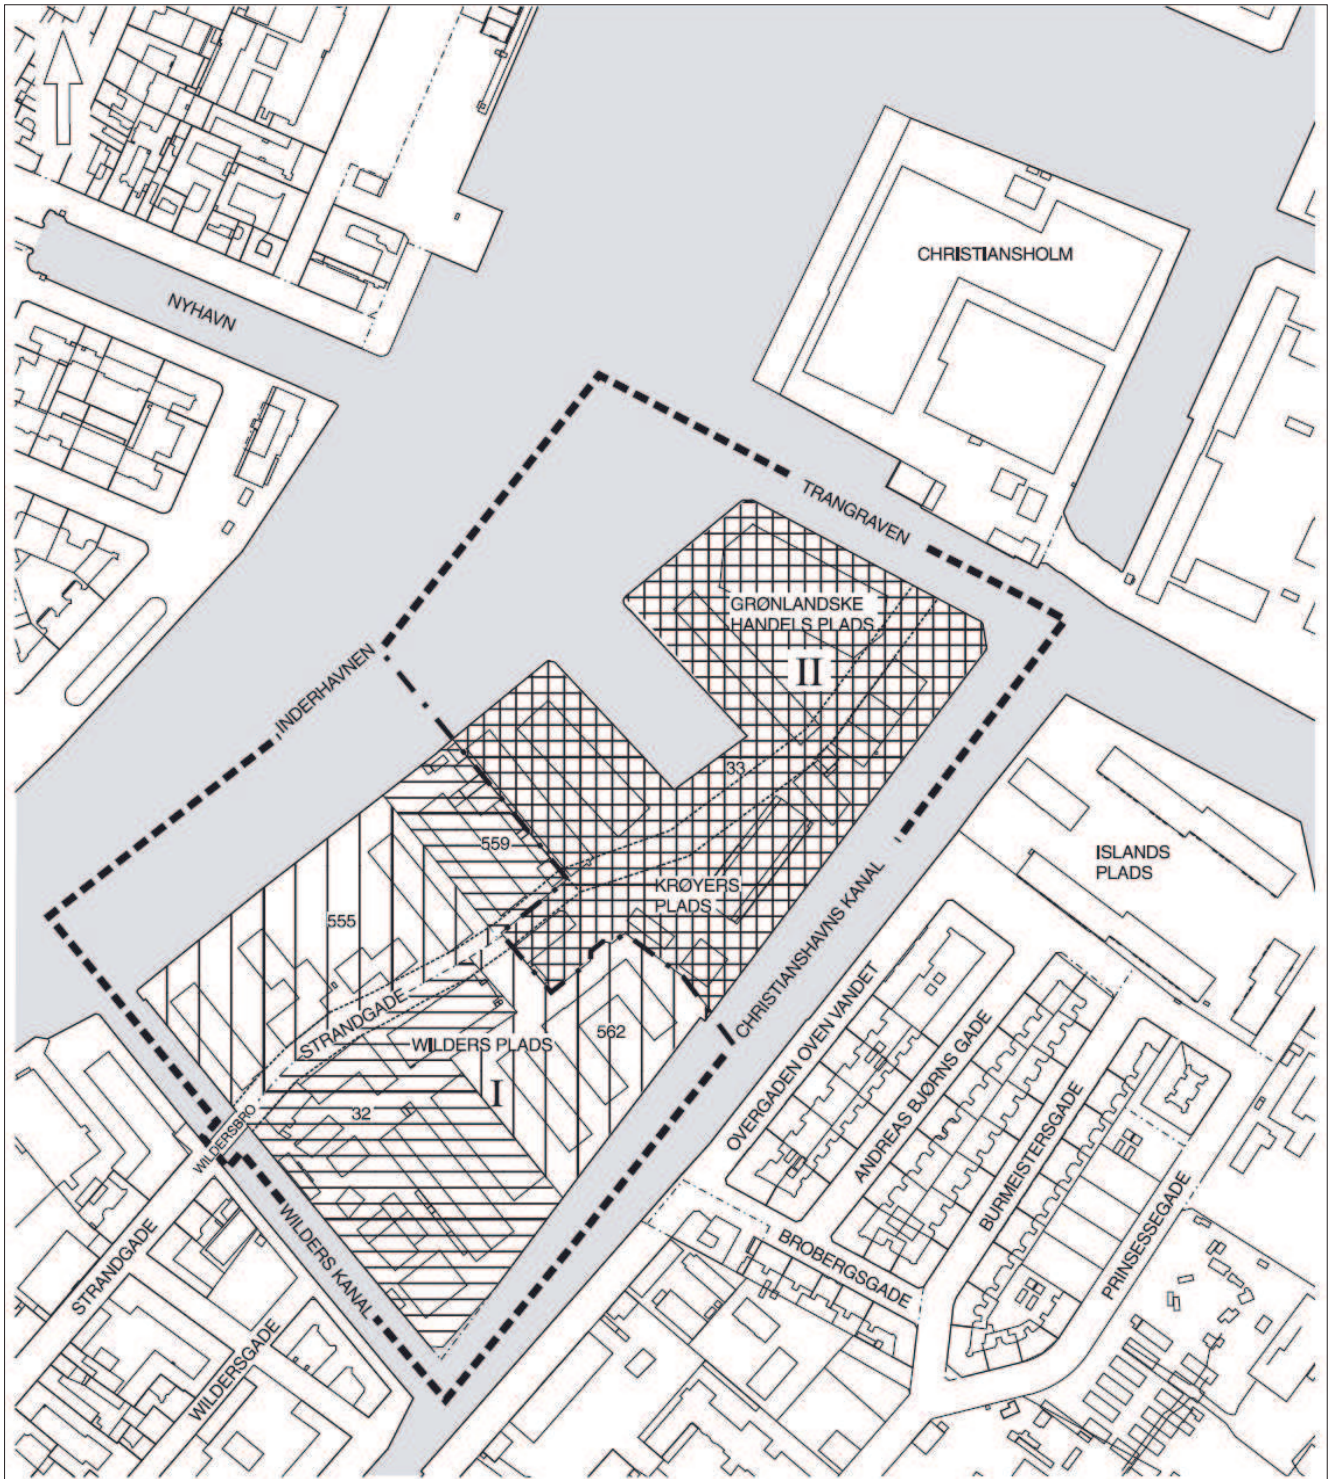 CHRISTIANSHOLM
NYHAVN
TRANGRAVEN
GRØNLANDSKE
HANDELS PLADS
II
INDERHAVNEN
33
559
ISLANDS
PLADS
KRØYERS
PLADS
555
CHRISTIANSHAVNS KANAL
STRANDGADE
562
WILDERS PLADS
OVERGADEN OVEN VANDET
ANDREAS BJØRNS GADE
I
32
WILDERSBRO
BURMEISTERSGADE
PRINSESSEGADE
WILDERS KANAL
BROBERGSGADE
STRANDGADE
WILDERSGADE